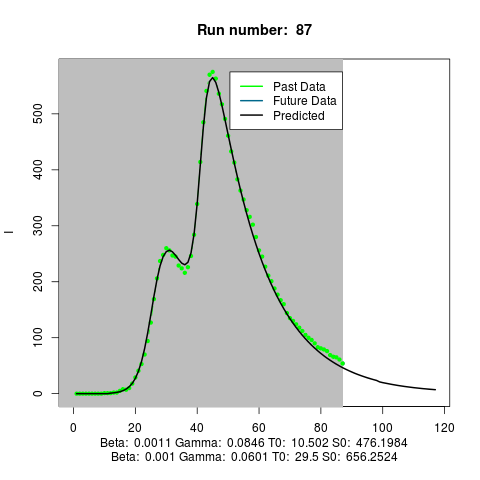 Run number: 87
Past Data
Future Data
Predicted
I
0
100
200
300
400
500
0 20 40 60 80 100 120
Beta: 0.0011 Gamma: 0.0846 T0: 10.502 S0: 476.1984
Beta: 0.001 Gamma: 0.0601 T0: 29.5 S0: 656.2524